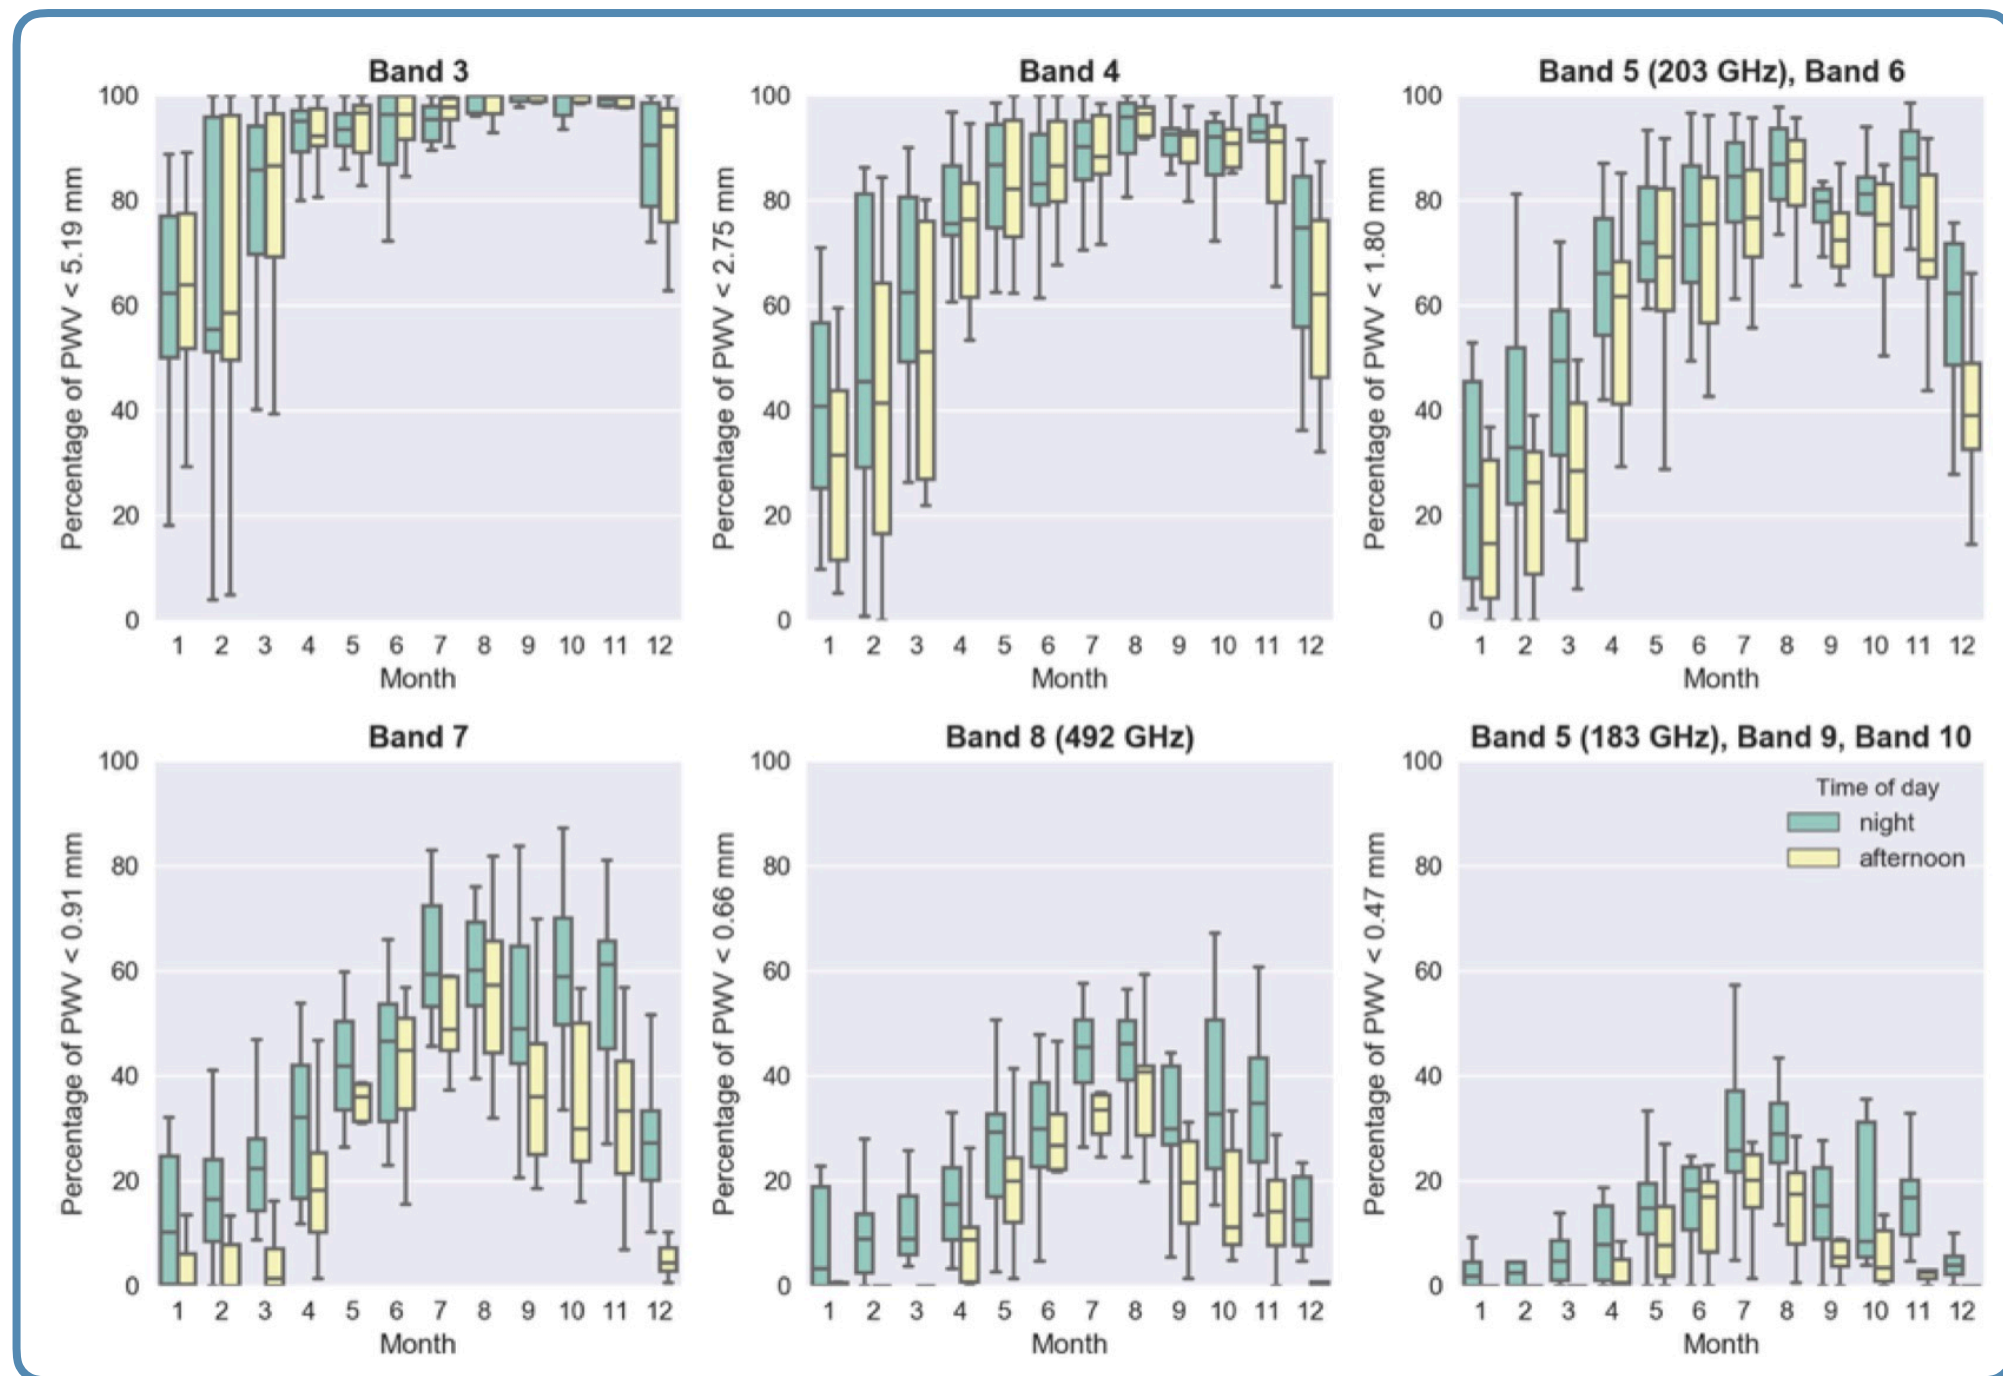 Band 3
Percentage of PWV < 5.19 mm
100
80
60
40
20
0
1 2 3 4 5 6 7 8 9 10 11 12
Month
Band 4
Percentage of PWV < 2.75 mm
100
80
60
40
20
0
1 2 3 4 5 6 7 8 9 10 11 12
Month
Band 5 (203 GHz), Band 6
Percentage of PWV < 1.80 mm
100
80
60
40
20
0
1 2 3 4 5 6 7 8 9 10 11 12
Month
Band 7
Percentage of PWV < 0.91 mm
100
80
60
40
20
0
1 2 3 4 5 6 7 8 9 10 11 12
Month
Band 8 (492 GHz)
Percentage of PWV < 0.66 mm
100
80
60
40
20
0
1 2 3 4 5 6 7 8 9 10 11 12
Month
Band 5 (183 GHz), Band 9, Band 10
Percentage of PWV < 0.47 mm
100
80
60
40
20
0
Time of day
night
afternoon
1 2 3 4 5 6 7 8 9 10 11 12
Month